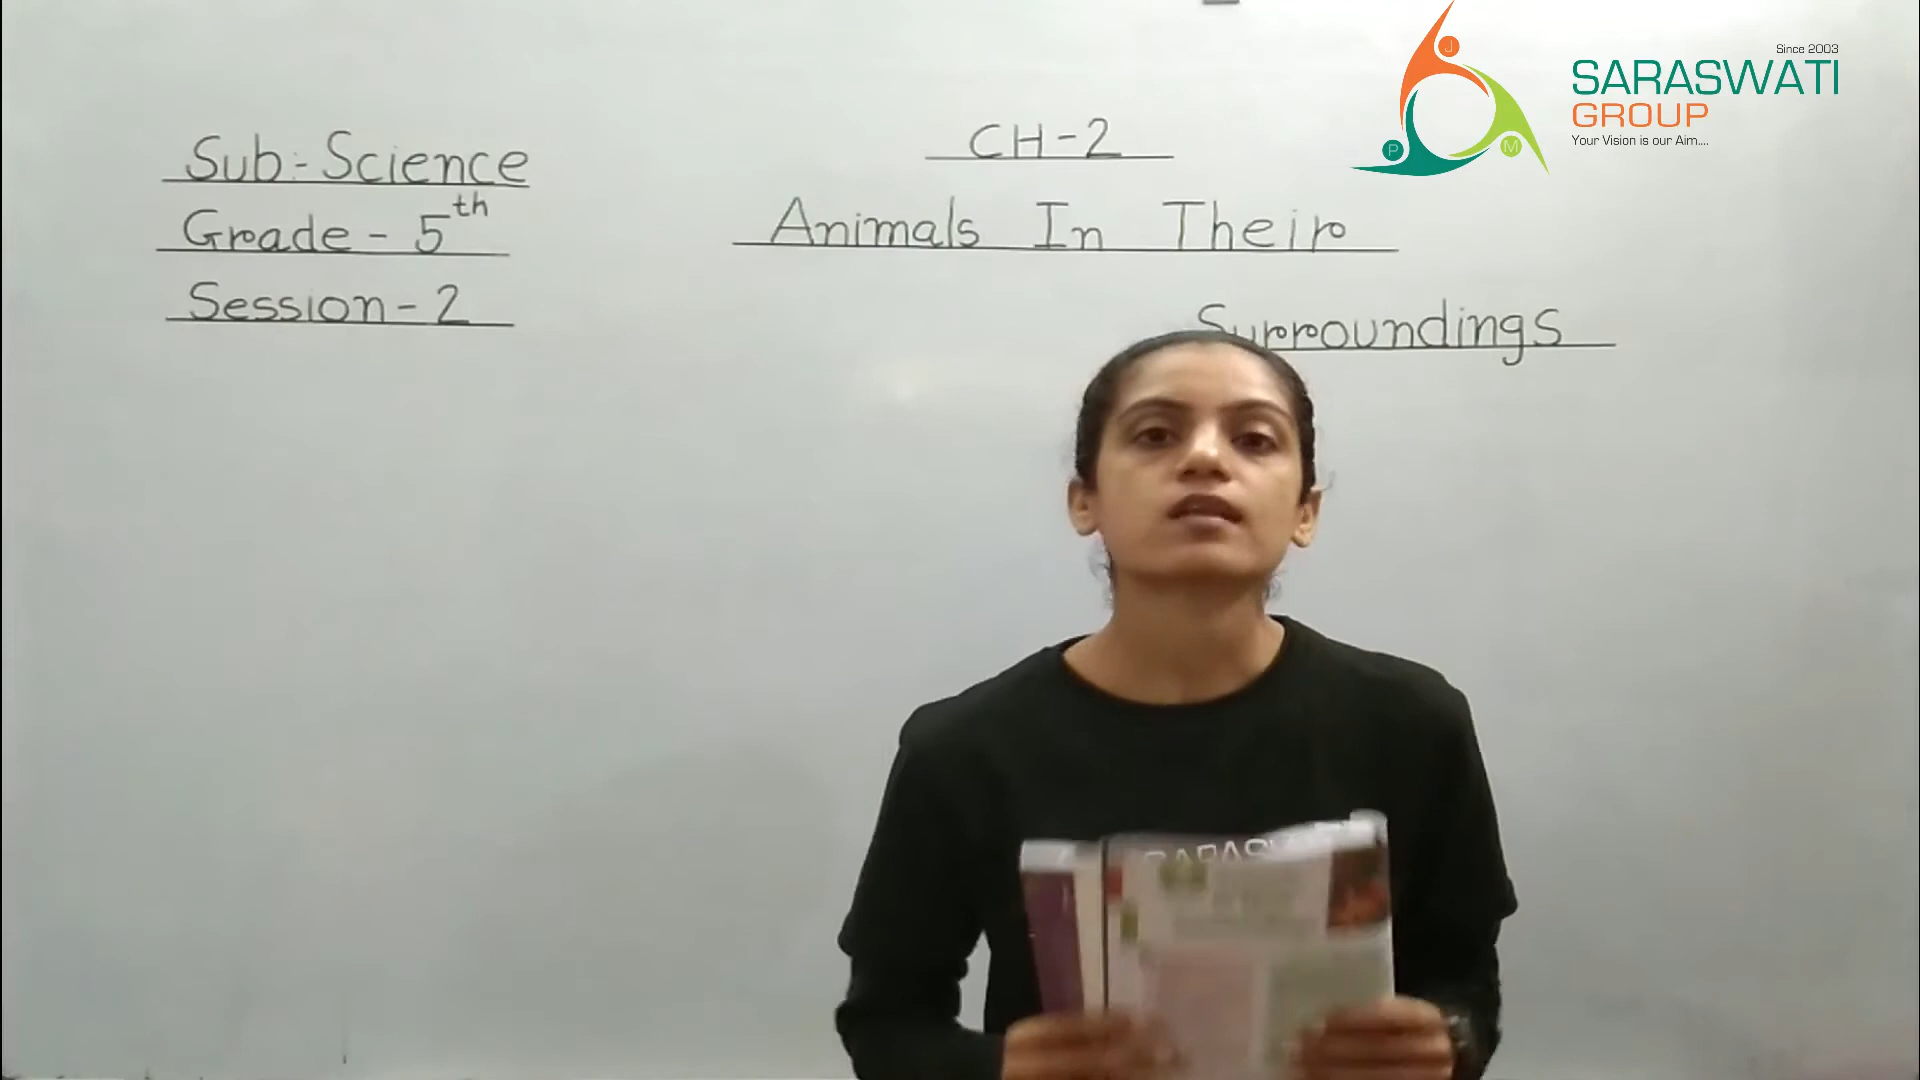 Sub:- Science
Grade - 5th
Session - 2
CH-2
Animals In Their
Surroundings
Since 2003
SARASWATI
GROUP
Your Vision is our Aim....
J
P
M